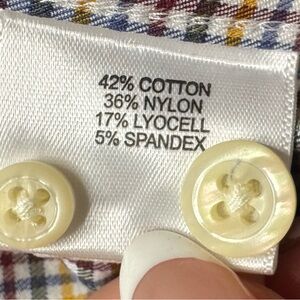 42% COTTON
36% NYLON
17% LYOCELL
5% SPANDEX